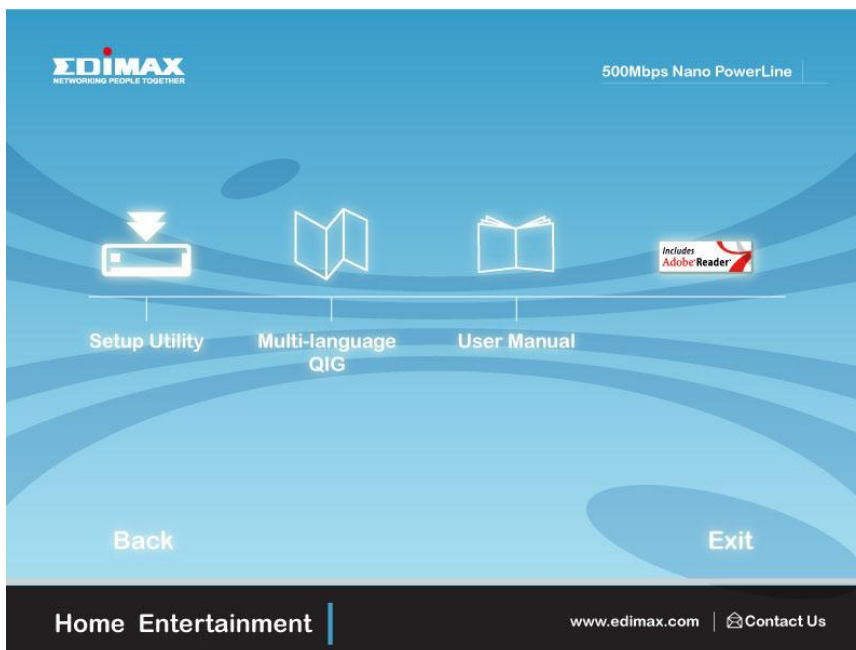 EDIMAX
NETWORKING PEOPLE TOGETHER
500Mbps Nano PowerLine
Includes
Adobe Reader
Setup Utility
Multi-language
QIG
User Manual
Back
Exit
Home Entertainment
www.edimax.com | Contact Us